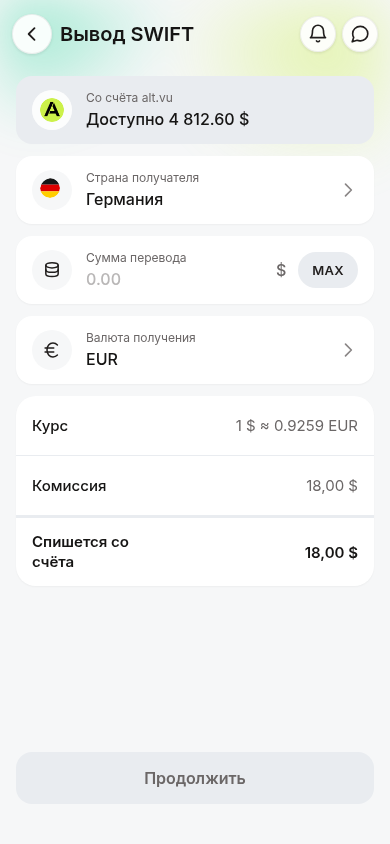 Вывод SWIFT
Со счёта alt.vu
Доступно 4 812.60 $
Страна получателя
Германия
Сумма перевода
0.00 $ MAX
Валюта получения
EUR
Курс 1 $ ≈ 0.9259 EUR
Комиссия 18,00 $
Спишется со
счёта 18,00 $
Продолжить